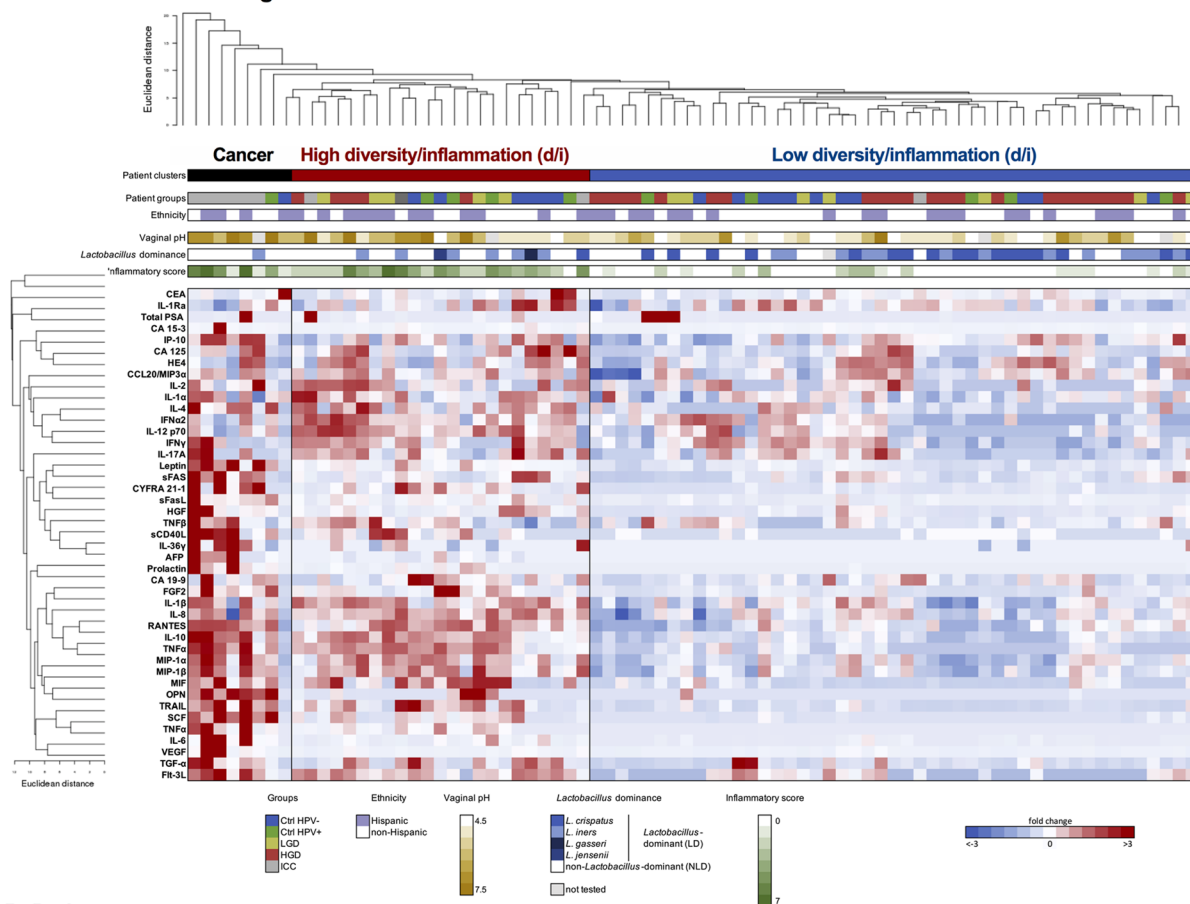 Euclidean distance
20
15
10
5
0
Cancer High diversity/inflammation (d/i) Low diversity/inflammation (d/i)
Patient clusters
Patient groups
Ethnicity
Vaginal pH
Lactobacillus dominance
'nflammatory score
CEA
IL-1Ra
Total PSA
CA 15-3
IP-10
CA 125
HE4
CCL20/MIP3α
IL-2
IL-1α
IL-4
IFNα2
IL-12 p70
IFNγ
IL-17A
Leptin
sFAS
CYFRA 21-1
sFasL
HGF
TNFβ
sCD40L
IL-36γ
AFP
Prolactin
CA 19-9
FGF2
IL-1β
IL-8
RANTES
IL-10
TNFα
MIP-1α
MIP-1β
MIF
OPN
TRAIL
SCF
TNFα
IL-6
VEGF
TGF-α
Flt-3L
Euclidean distance
Groups
Ctrl HPV-
Ctrl HPV+
LGD
HGD
ICC
Ethnicity
Hispanic
non-Hispanic
Vaginal pH
4.5
7.5
Lactobacillus dominance
L. crispatus
L. iners
L. gasseri
L. jensenii
Lactobacillus-
dominant (LD)
non-Lactobacillus-dominant (NLD)
not tested
Inflammatory score
0
7
fold change
<-3 0 >3